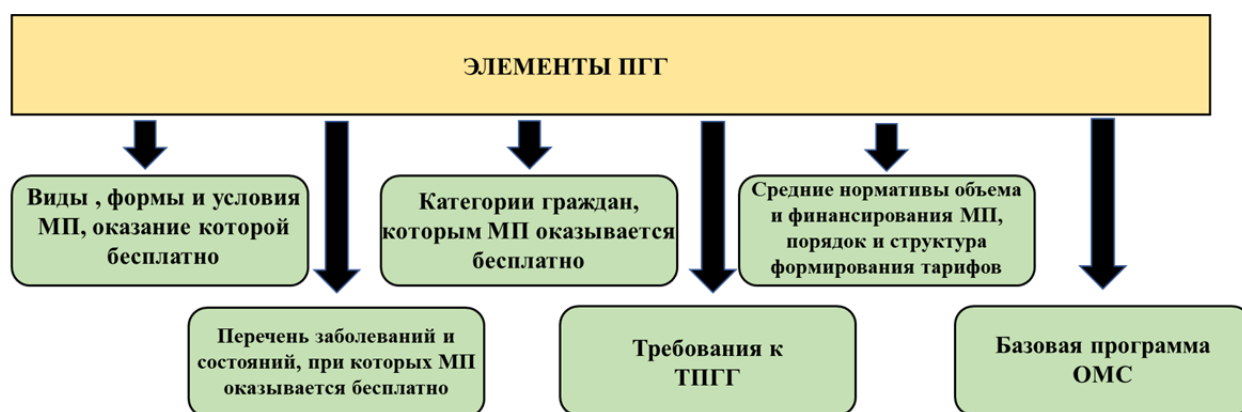 ЭЛЕМЕНТЫ ПГГ
Виды , формы и условия
МП, оказание которой
бесплатно
Категории граждан,
которым МП оказывается
бесплатно
Средние нормативы объема
и финансирования МП,
порядок и структура
формирования тарифов
Перечень заболеваний и
состояний, при которых МП
оказывается бесплатно
Требования к
ТПГГ
Базовая программа
ОМС